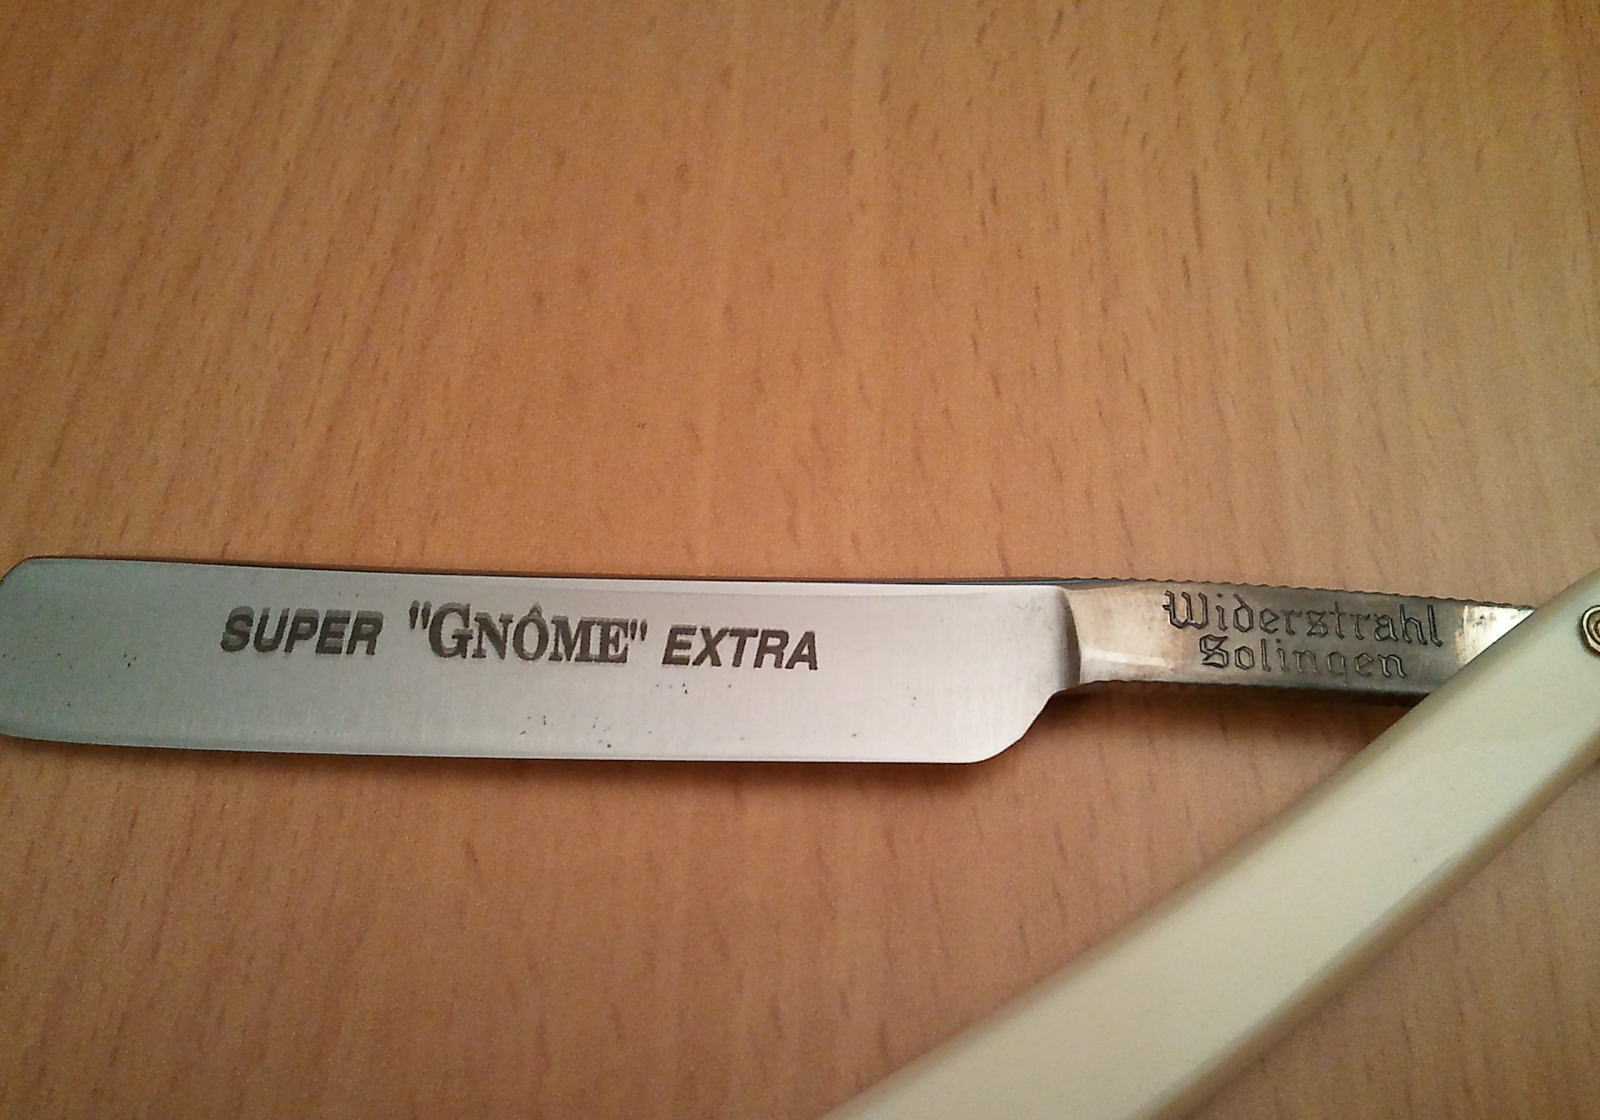 SUPER "GNÔME" EXTRA
Widerstrahl
Solingen